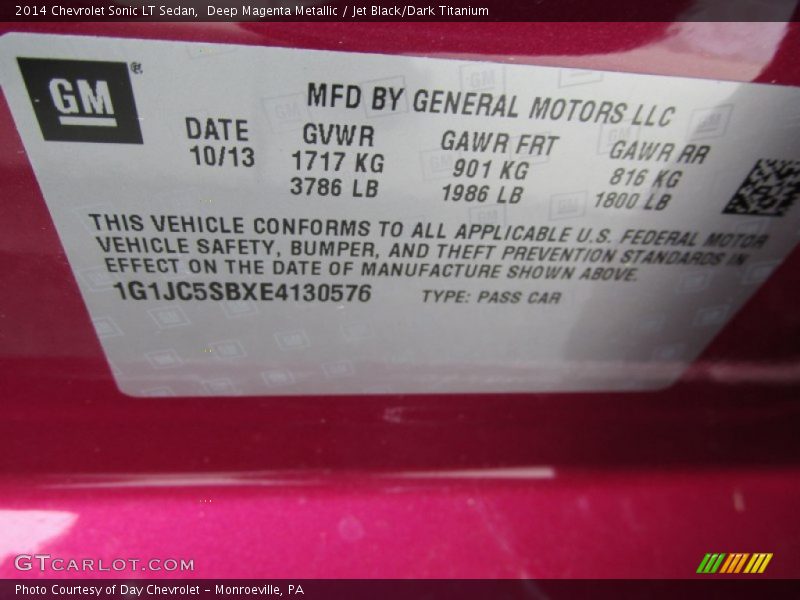 2014 Chevrolet Sonic LT Sedan, Deep Magenta Metallic / Jet Black/Dark Titanium
GM®
MFD BY GENERAL MOTORS LLC
DATE GVWR GAWR FRT GAWR RR
10/13 1717 KG 901 KG 816 KG
3786 LB 1986 LB 1800 LB
THIS VEHICLE CONFORMS TO ALL APPLICABLE U.S. FEDERAL MOTOR
VEHICLE SAFETY, BUMPER, AND THEFT PREVENTION STANDARDS IN
EFFECT ON THE DATE OF MANUFACTURE SHOWN ABOVE.
1G1JC5SBXE4130576 TYPE: PASS CAR
GTCARLOT.COM
Photo Courtesy of Day Chevrolet - Monroeville, PA